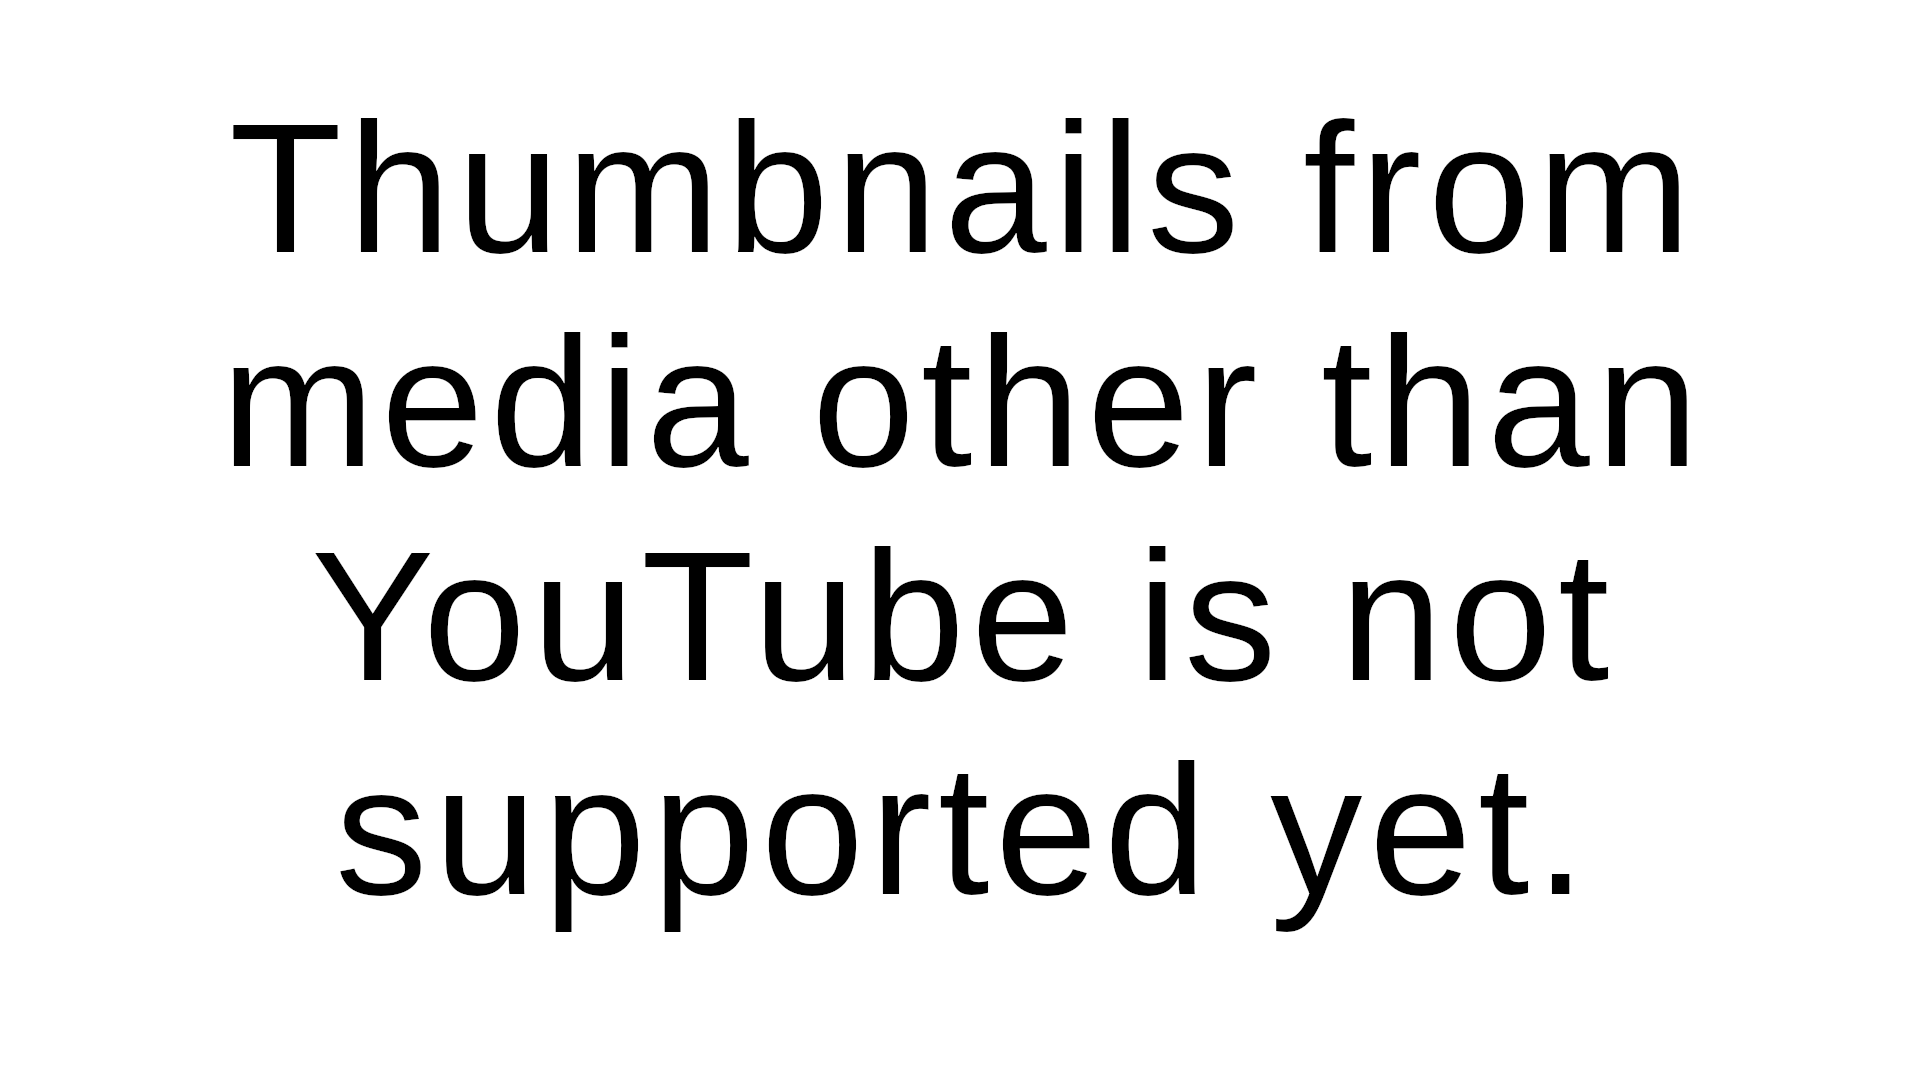 Thumbnails from
media other than
YouTube is not
supported yet.